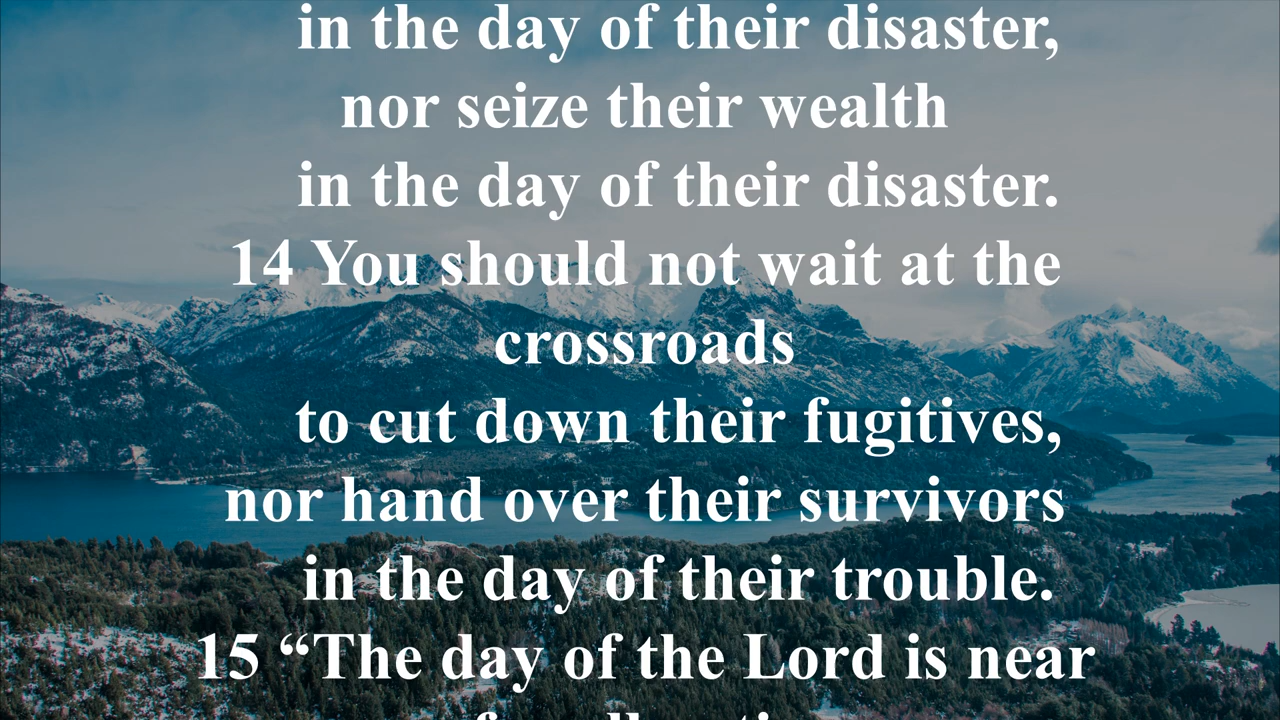 in the day of their disaster,
nor seize their wealth
in the day of their disaster.
14 You should not wait at the
crossroads
to cut down their fugitives,
nor hand over their survivors
in the day of their trouble.
15 “The day of the Lord is near